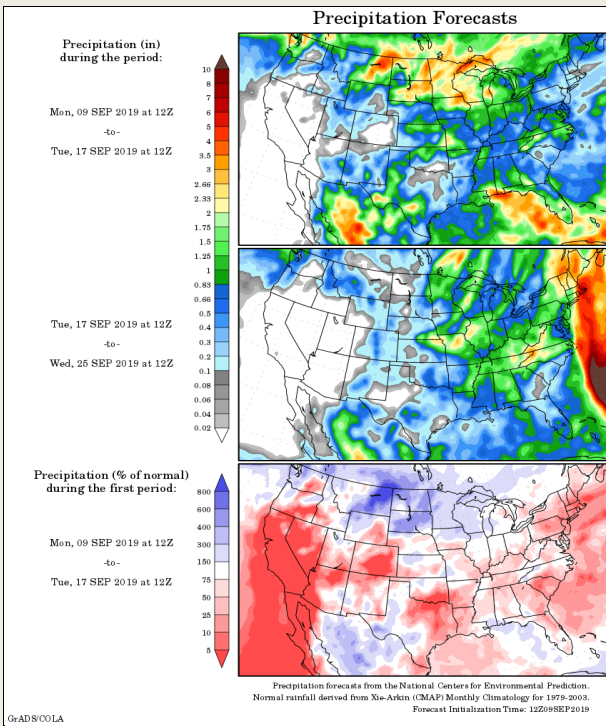 Precipitation Forecasts
Precipitation (in)
during the period:
Mon, 09 SEP 2019 at 12Z
-to-
Tue, 17 SEP 2019 at 12Z
10
8
7
6
5
4
3.5
3
2.66
2.33
2
1.75
1.5
1.25
1
0.83
0.66
0.5
0.4
0.3
0.2
0.1
0.08
0.06
0.04
0.02
Tue, 17 SEP 2019 at 12Z
-to-
Wed, 25 SEP 2019 at 12Z
Precipitation (% of normal)
during the first period:
Mon, 09 SEP 2019 at 12Z
-to-
Tue, 17 SEP 2019 at 12Z
800
600
400
300
150
75
50
25
10
5
Precipitation forecasts from the National Centers for Environmental Prediction.
Normal rainfall derived from Xie-Arkin (CMAP) Monthly Climatology for 1979-2003.
Forecast Initialization Time: 12Z09SEP2019
GrADS/COLA